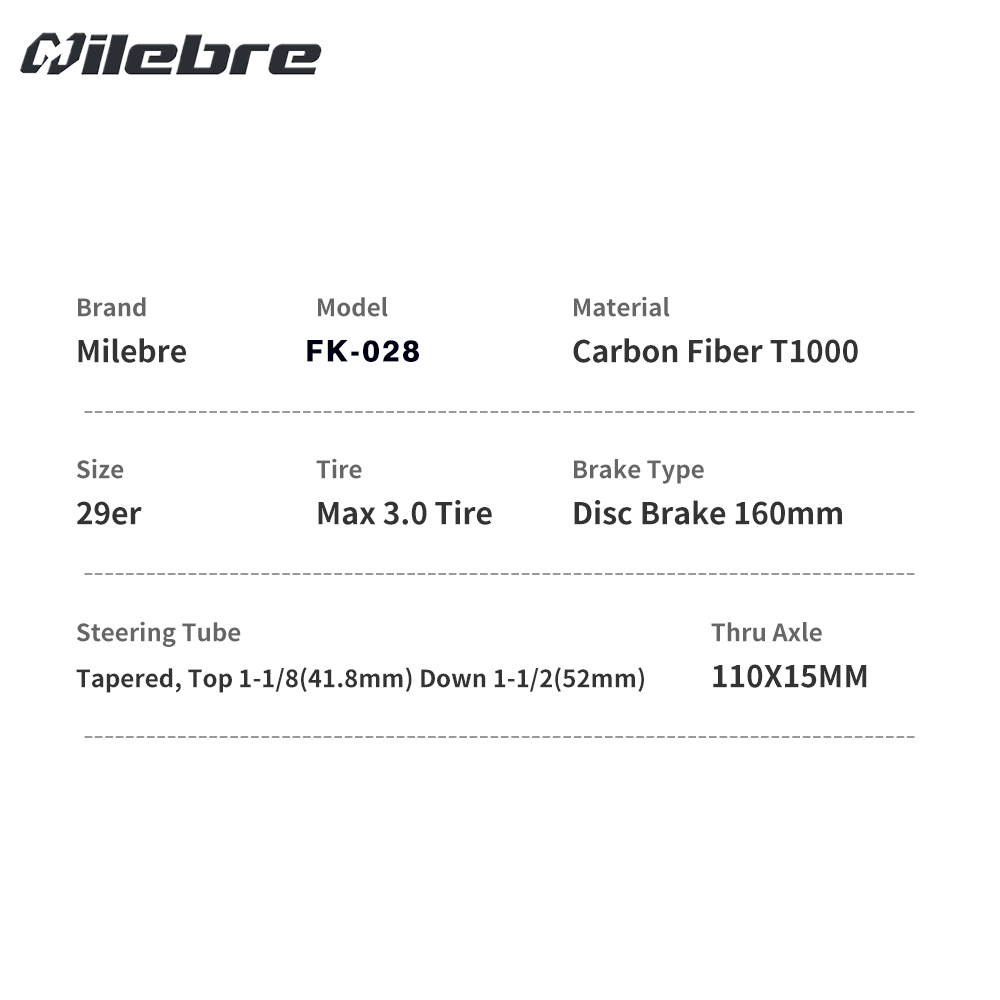 Milebre
Brand Model Material
Milebre FK-028 Carbon Fiber T1000
Size Tire Brake Type
29er Max 3.0 Tire Disc Brake 160mm
Steering Tube Thru Axle
Tapered, Top 1-1/8(41.8mm) Down 1-1/2(52mm) 110X15MM